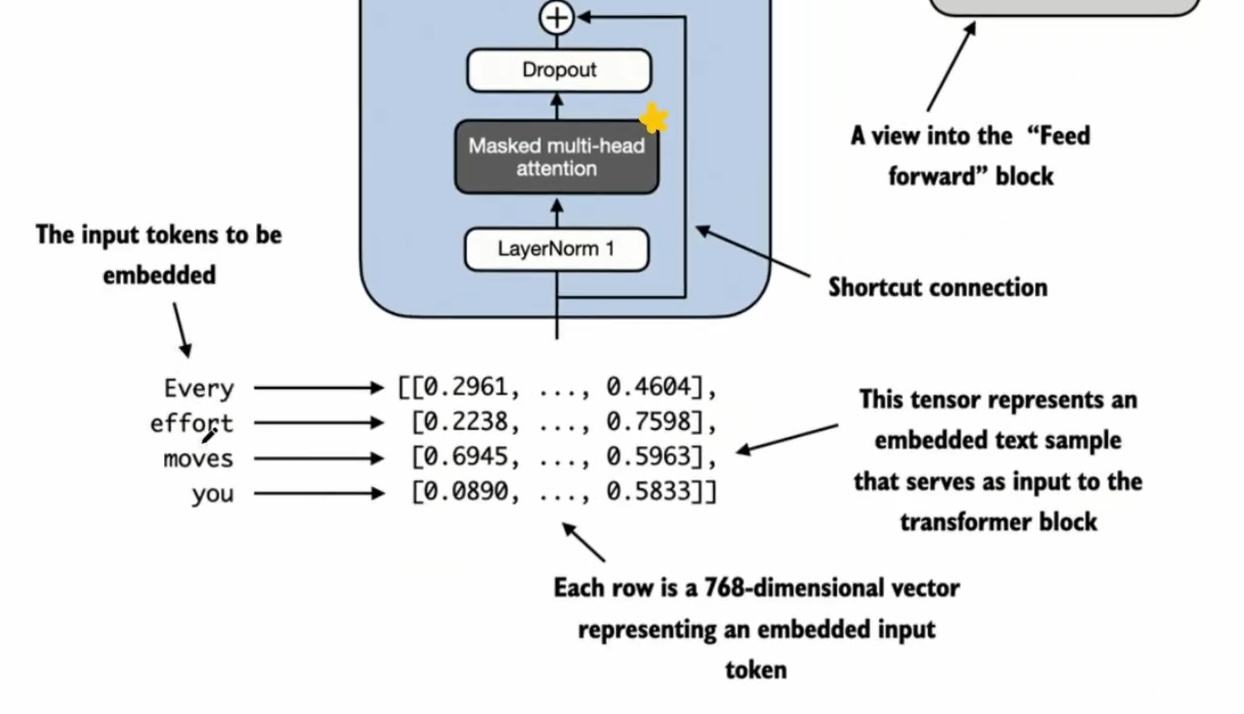 Dropout
Masked multi-head
attention
LayerNorm 1
A view into the “Feed
forward” block
The input tokens to be
embedded
Shortcut connection
Every
effort
moves
you
[[0.2961, ..., 0.4604],
[0.2238, ..., 0.7598],
[0.6945, ..., 0.5963],
[0.0890, ..., 0.5833]]
This tensor represents an
embedded text sample
that serves as input to the
transformer block
Each row is a 768-dimensional vector
representing an embedded input
token